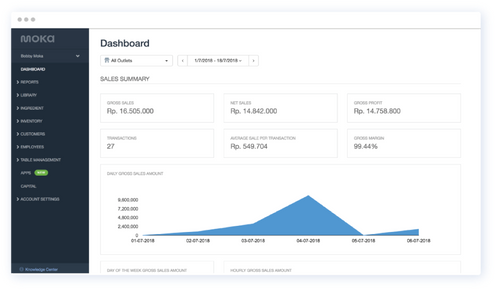 MOKA
Bobby Moka
DASHBOARD
REPORTS
LIBRARY
INGREDIENT
INVENTORY
CUSTOMERS
EMPLOYEES
TABLE MANAGEMENT
APPS NEW
CAPITAL
ACCOUNT SETTINGS
Knowledge Center
Dashboard
All Outlets
1/7/2018 - 18/7/2018
SALES SUMMARY
GROSS SALES NET SALES GROSS PROFIT
Rp. 16.505.000 Rp. 14.842.000 Rp. 14.758.800
TRANSACTIONS AVERAGE SALE PER TRANSACTION GROSS MARGIN
27 Rp. 549.704 99.44%
DAILY GROSS SALES AMOUNT
9,600.000
7,200.000
4,800.000
2,400.000
0
01-07-2018 02-07-2018 03-07-2018 04-07-2018 05-07-2018 06-07-2018
DAY OF THE WEEK GROSS SALES AMOUNT HOURLY GROSS SALES AMOUNT